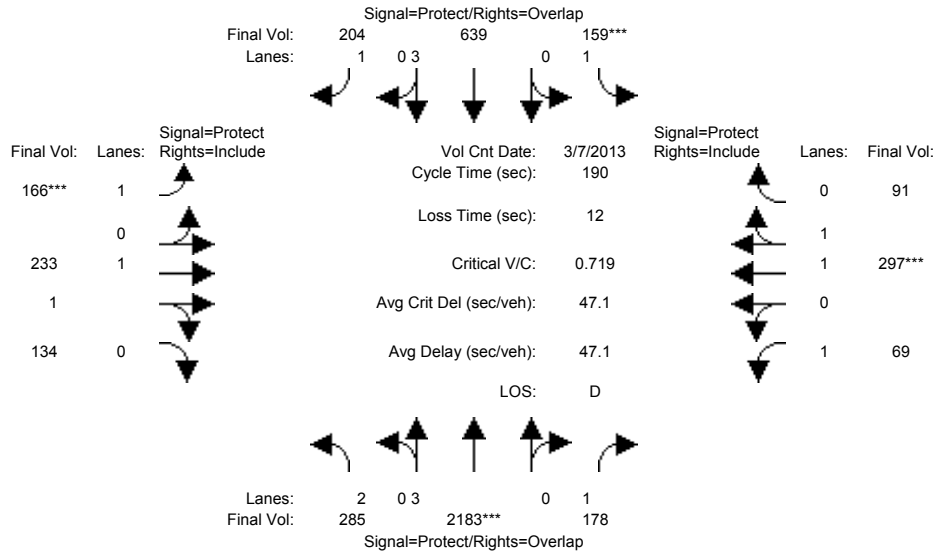 Signal=Protect/Rights=Overlap
Final Vol: 204 639 159***
Lanes: 1 0 3 0 1
Signal=Protect Signal=Protect
Final Vol: Lanes: Rights=Include Vol Cnt Date: 3/7/2013 Rights=Include Lanes: Final Vol:
Cycle Time (sec): 190
166*** 1 0 91
Loss Time (sec): 12
0 1
233 1 Critical V/C: 0.719 1 297***
1 Avg Crit Del (sec/veh): 47.1 0
134 0 Avg Delay (sec/veh): 47.1 1 69
LOS: D
Lanes: 2 0 3 0 1
Final Vol: 285 2183*** 178
Signal=Protect/Rights=Overlap